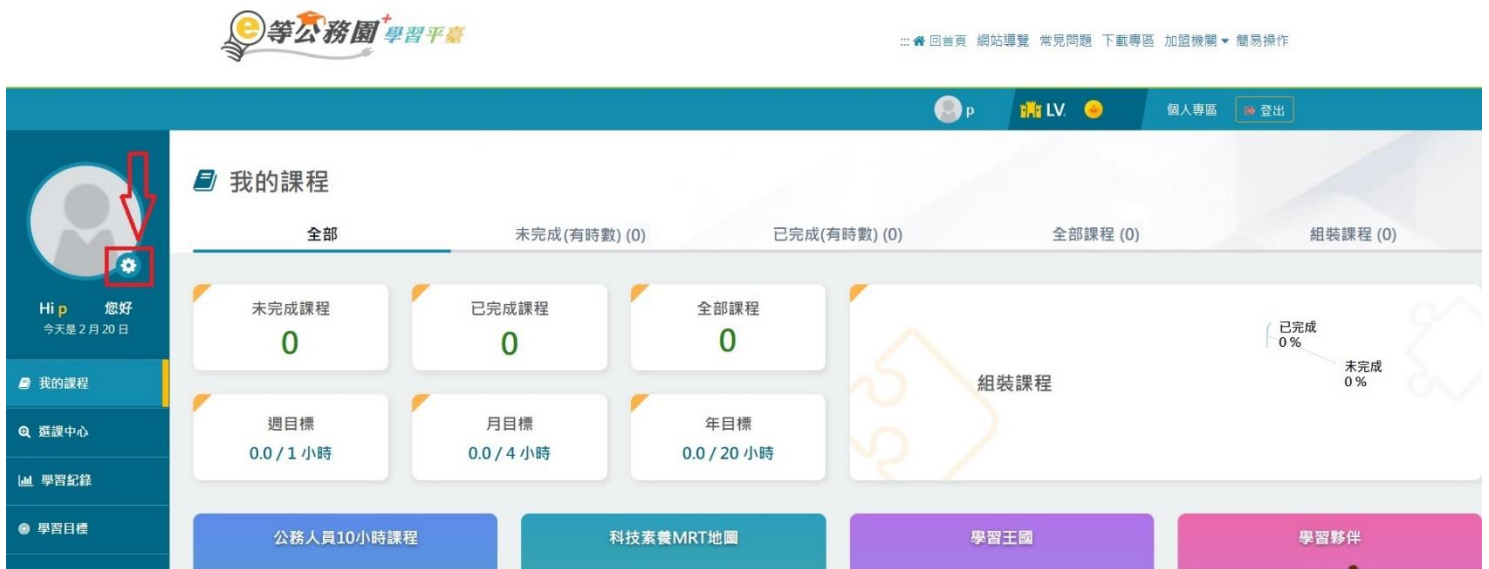 e等公務園+學習平臺
::: 回首頁 網站導覽 常見問題 下載專區 加盟機關 簡易操作
p LV. 個人專區 登出
Hi p 您好
今天是 2 月 20 日
我的課程
選課中心
學習紀錄
學習目標
我的課程
全部 未完成(有時數) (0) 已完成(有時數) (0) 全部課程 (0) 組裝課程 (0)
未完成課程
0
已完成課程
0
全部課程
0
週目標
0.0 / 1 小時
月目標
0.0 / 4 小時
年目標
0.0 / 20 小時
組裝課程
已完成
0 %
未完成
0 %
公務人員10小時課程 科技素養MRT地圖 學習王國 學習夥伴